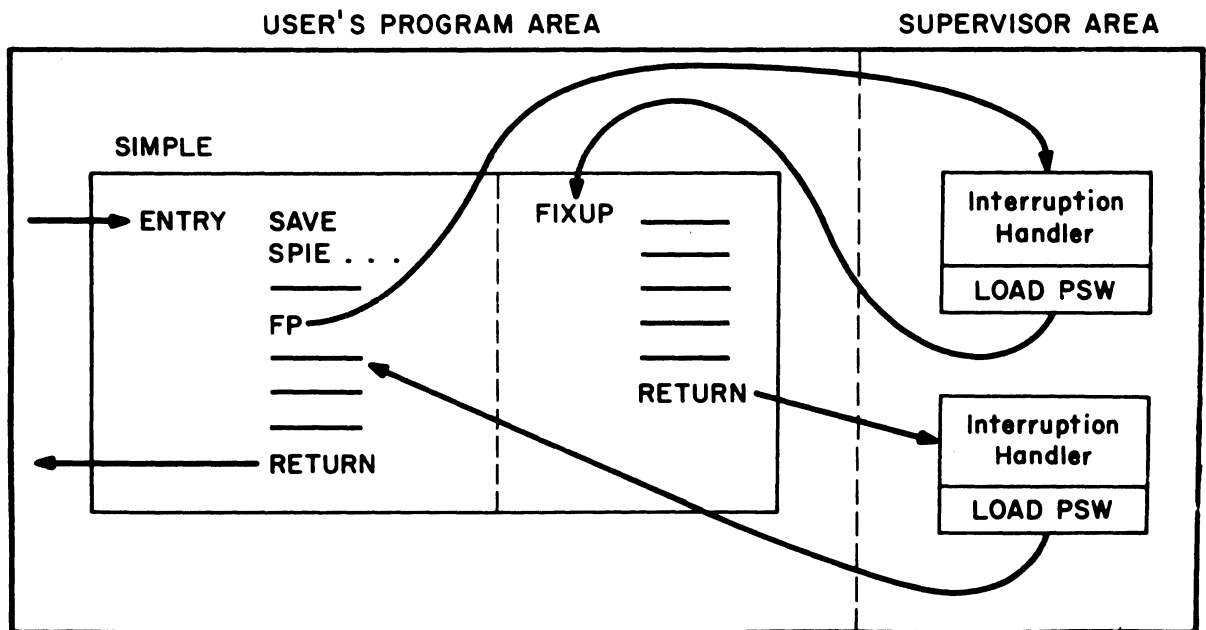 USER'S PROGRAM AREA
SUPERVISOR AREA
SIMPLE
ENTRY
SAVE
SPIE . . .
FP
RETURN
FIXUP
RETURN
Interruption
Handler
LOAD PSW
Interruption
Handler
LOAD PSW